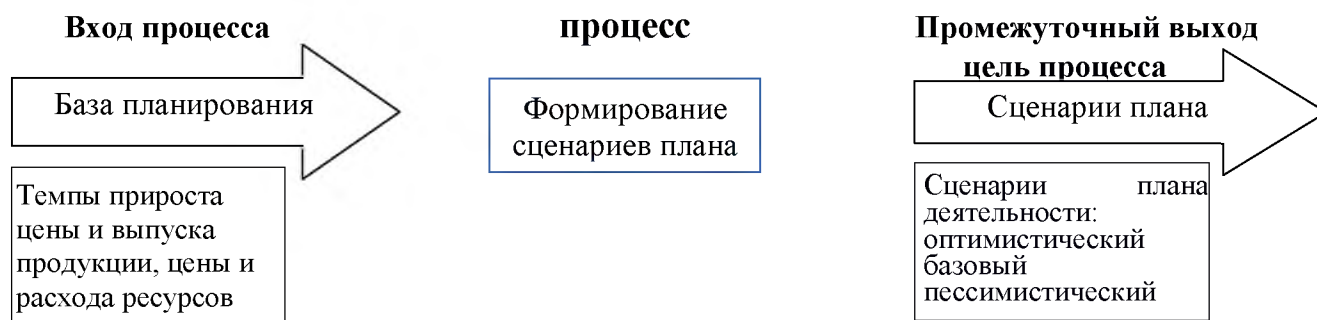 Вход процесса
База планирования
Темпы прироста
цены и выпуска
продукции, цены и
расхода ресурсов
процесс
Формирование
сценариев плана
Промежуточный выход
цель процесса
Сценарии плана
Сценарии плана
деятельности:
оптимистический
базовый
пессимистический